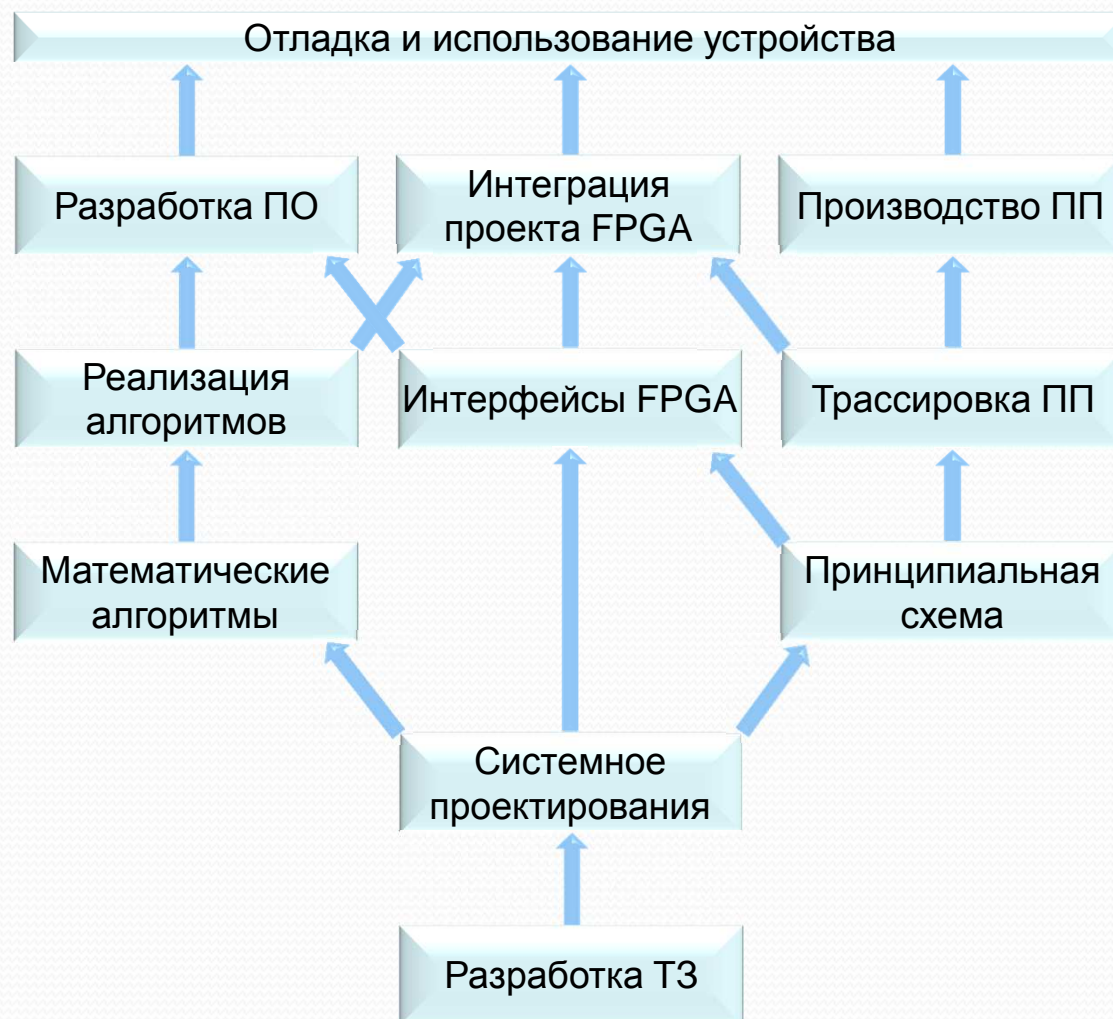 Отладка и использование устройства
Разработка ПО
Интеграция
проекта FPGA
Производство ПП
Реализация
алгоритмов
Интерфейсы FPGA
Трассировка ПП
Математические
алгоритмы
Принципиальная
схема
Системное
проектирования
Разработка ТЗ